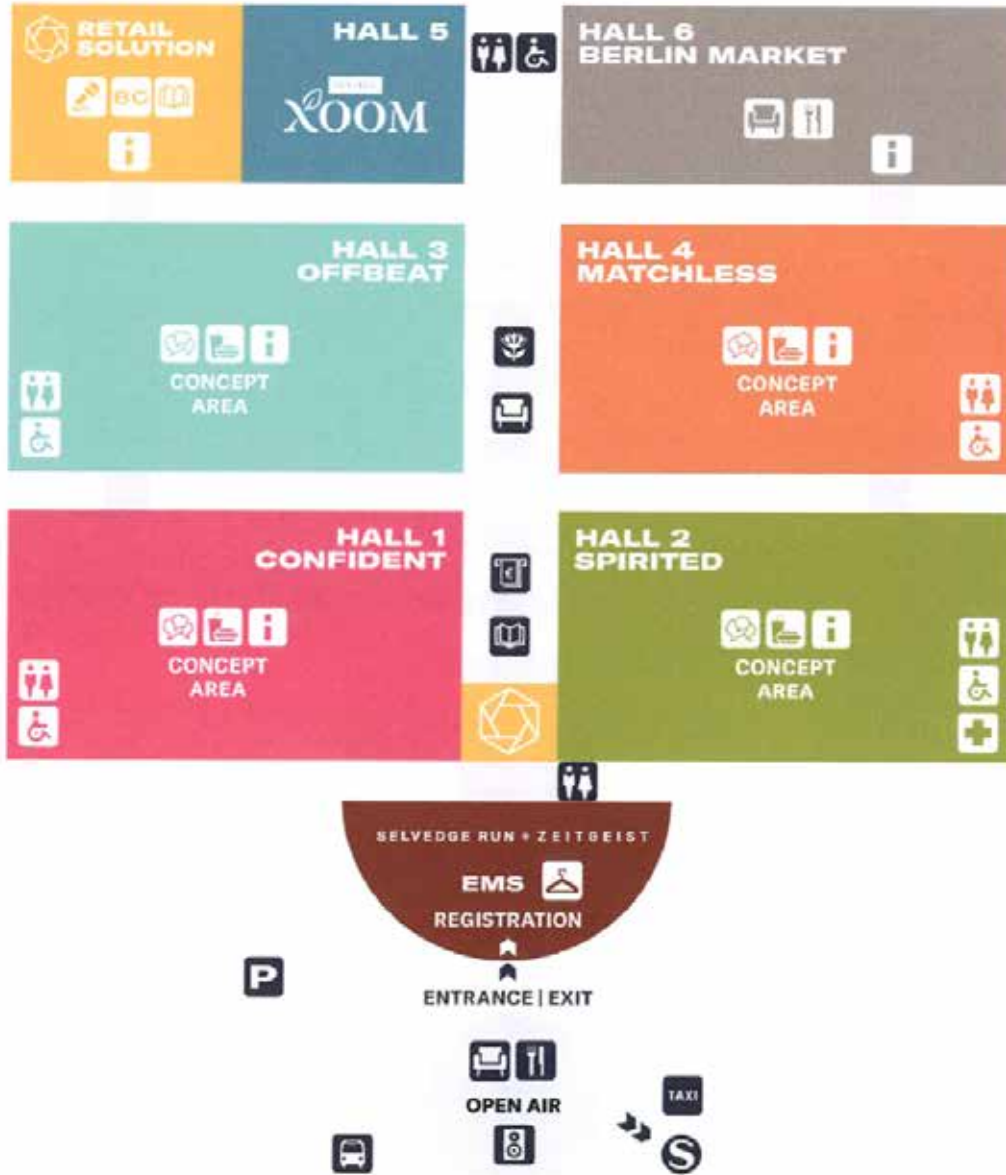 RETAIL
SOLUTION
BC
i
HALL 5
XOOM
HALL 6
BERLIN MARKET
i
HALL 3
OFFBEAT
i
CONCEPT
AREA
HALL 4
MATCHLESS
i
CONCEPT
AREA
HALL 1
CONFIDENT
i
CONCEPT
AREA
€
HALL 2
SPIRITED
i
CONCEPT
AREA
SELVEDGE RUN + ZEITGEIST
EMS
REGISTRATION
P
ENTRANCE | EXIT
OPEN AIR
TAXI
S